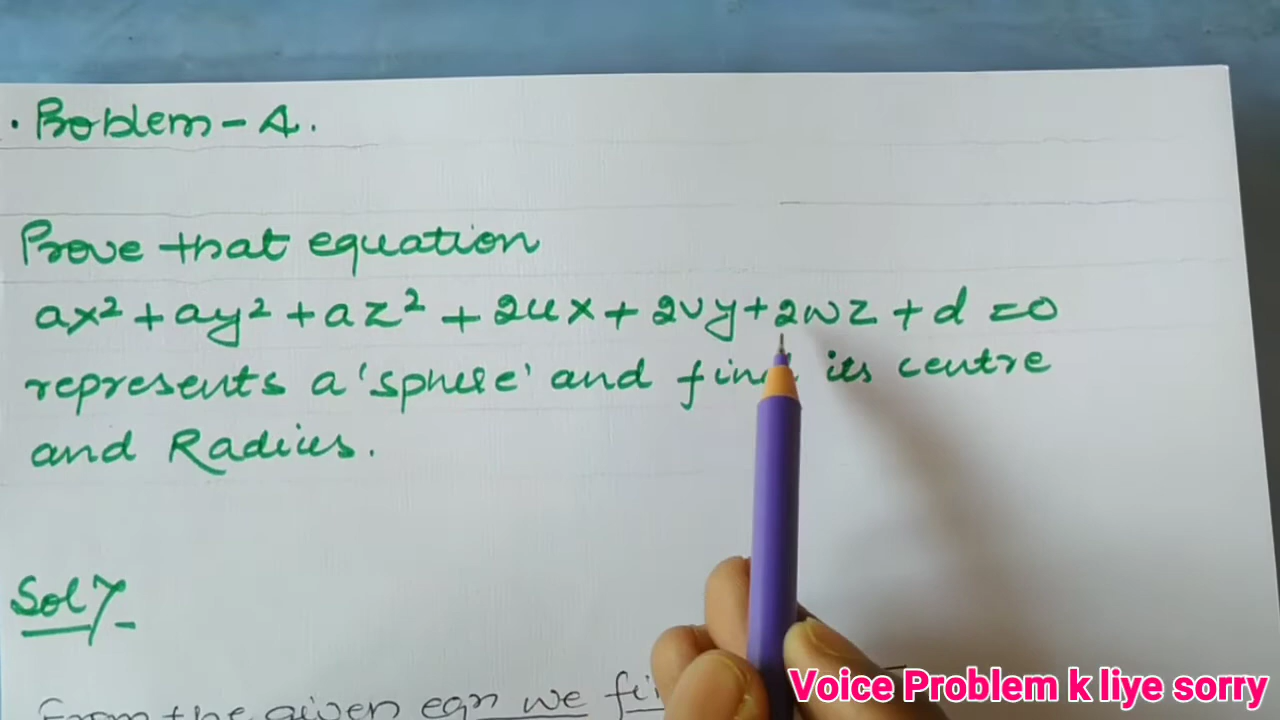 . Problem - 4.
Prove that equation
ax² + ay² + az² + 2ux + 2vy + 2wz + d = 0
represents a 'sphere' and find its centre
and Radius.
Sol7-
From the given eqn we
Voice Problem k liye sorry